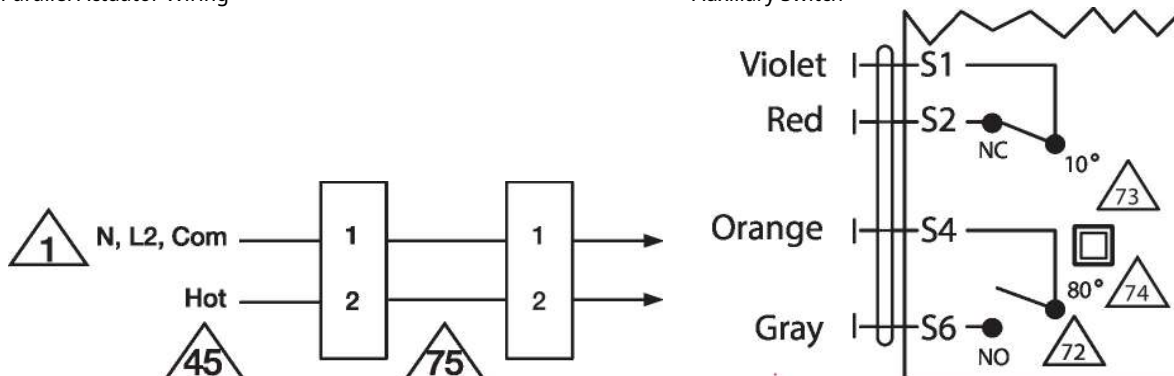 Parallel Actuator Wiring
Auxiliary Switch
1
N, L2, Com
1
1
Hot
2
2
45
75
Violet
S1
Red
S2
NC
10°
73
Orange
S4
80°
74
Gray
S6
NO
72